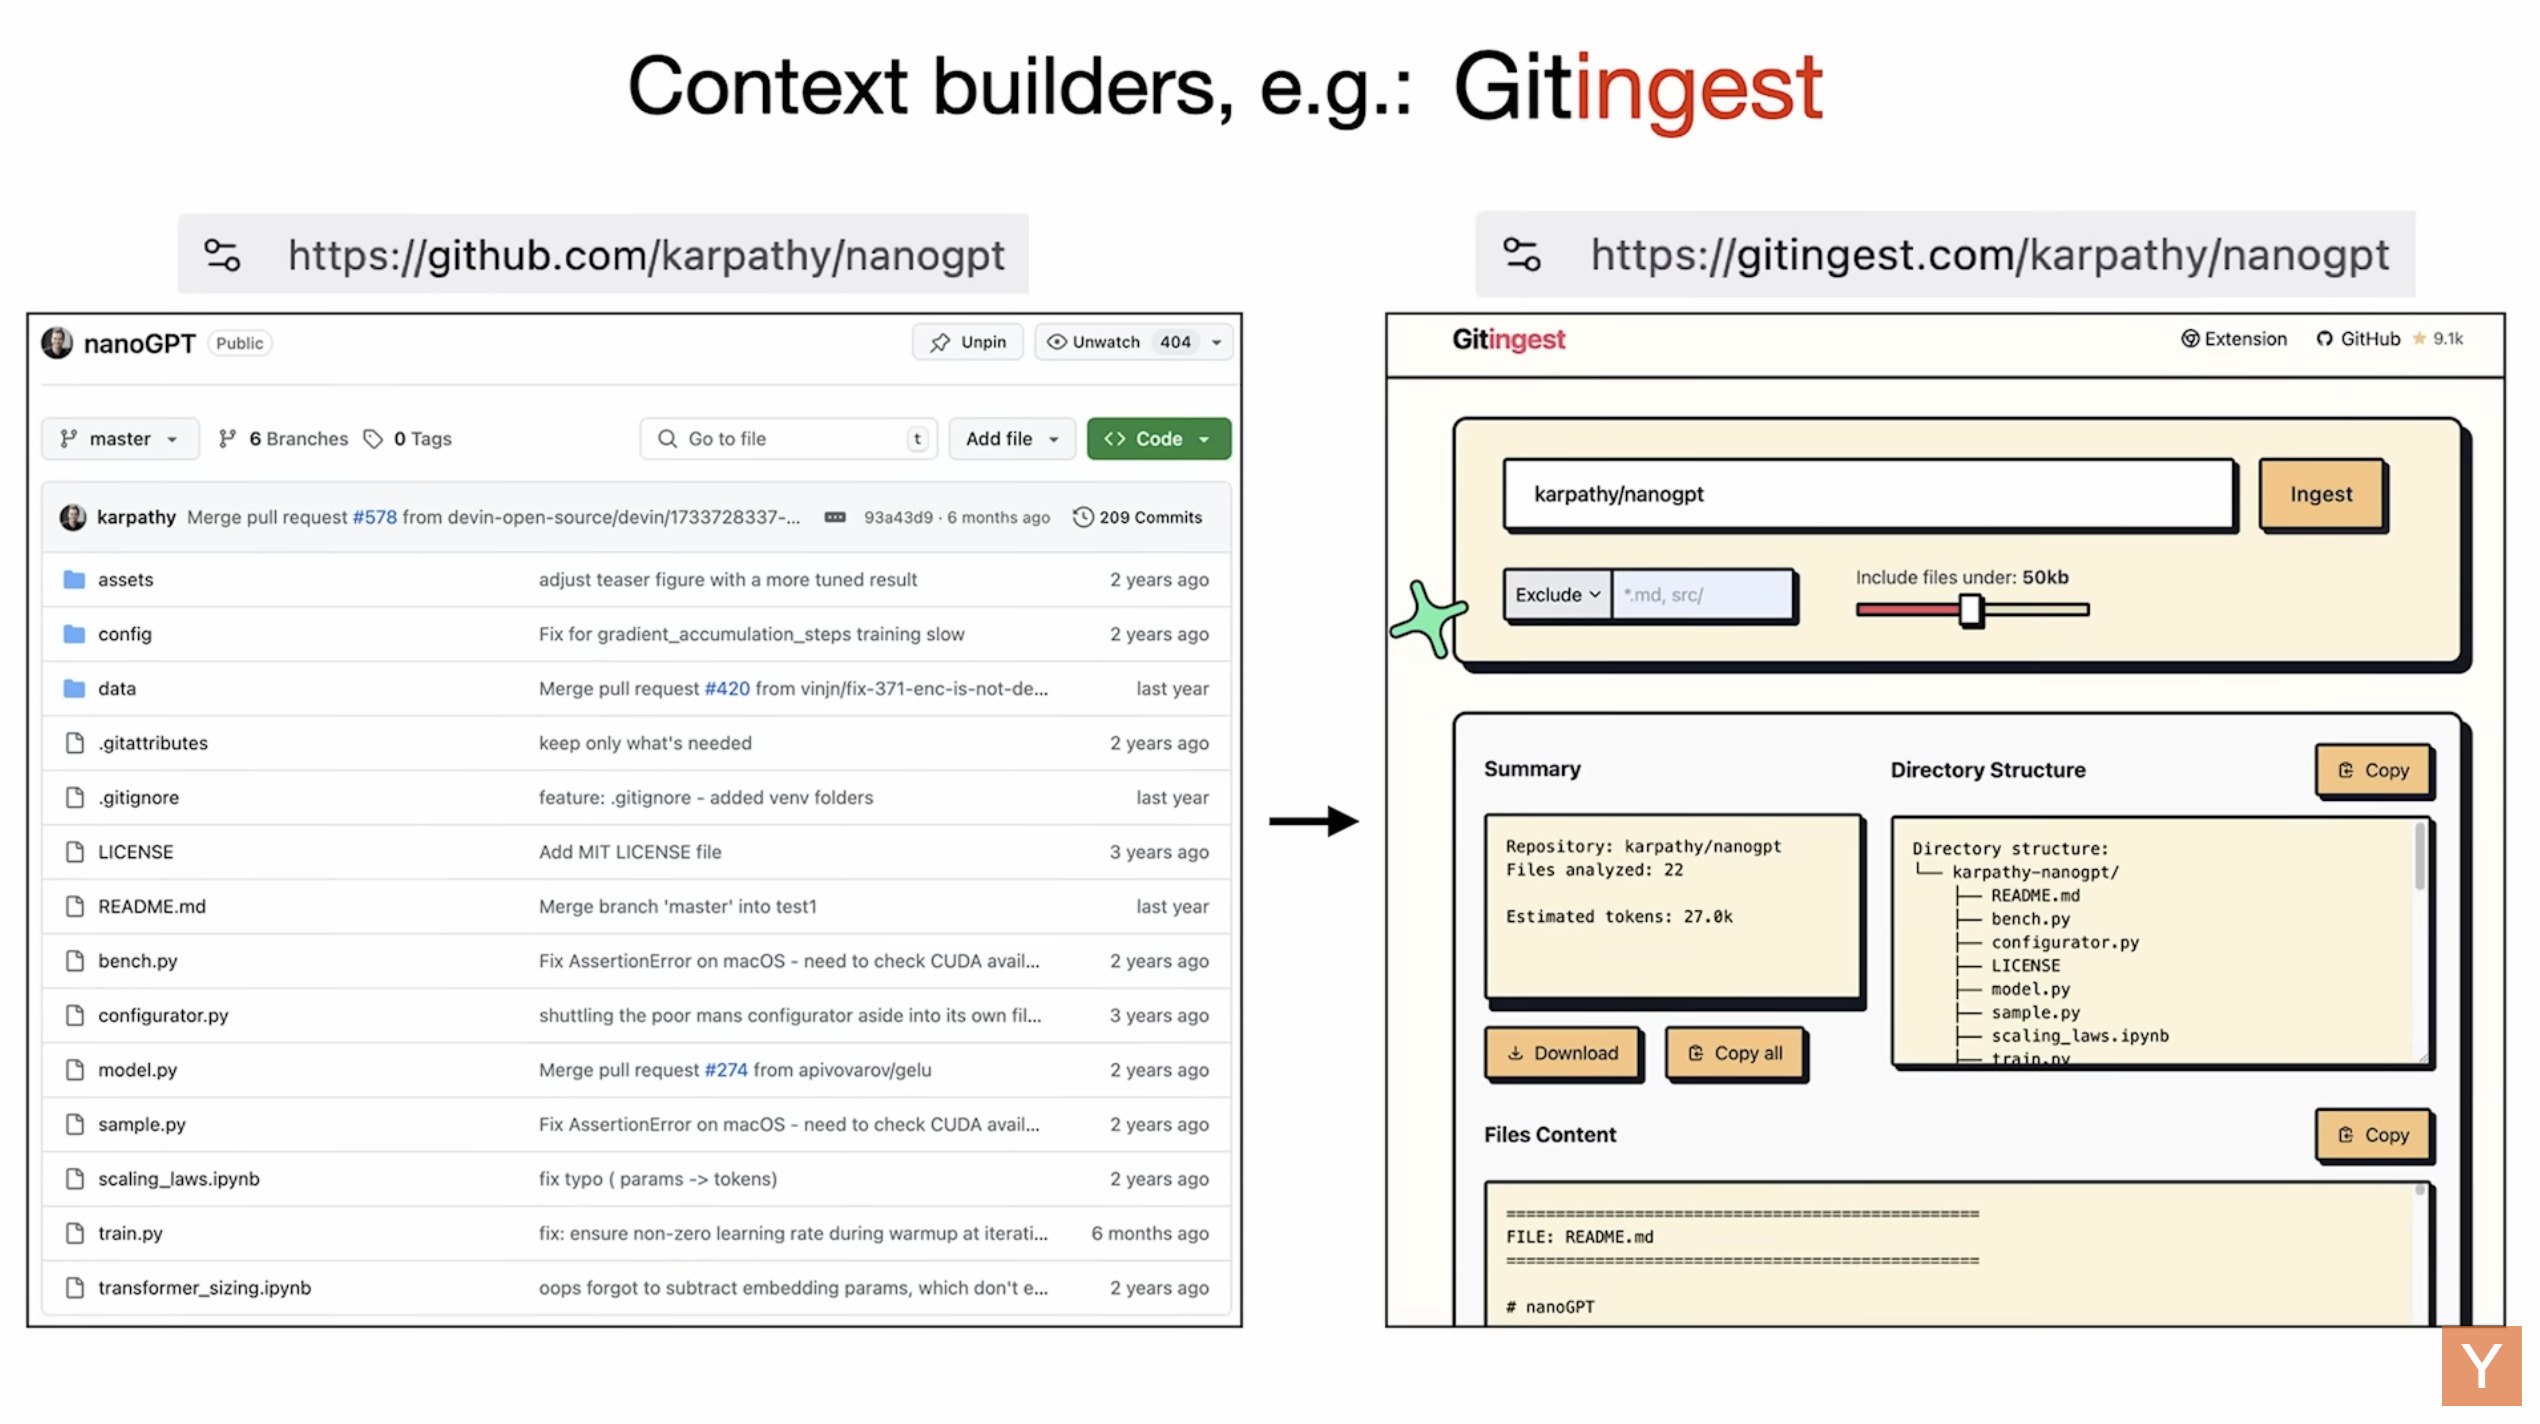 Context builders, e.g.: Gitingest
https://github.com/karpathy/nanogpt
nanoGPT Public Unpin Unwatch 404
master 6 Branches 0 Tags Go to file t Add file Code
karpathy Merge pull request #578 from devin-open-source/devin/1733728337-... 93a43d9 · 6 months ago 209 Commits
assets adjust teaser figure with a more tuned result 2 years ago
config Fix for gradient_accumulation_steps training slow 2 years ago
data Merge pull request #420 from vinjn/fix-371-enc-is-not-de... last year
.gitattributes keep only what's needed 2 years ago
.gitignore feature: .gitignore - added venv folders last year
LICENSE Add MIT LICENSE file 3 years ago
README.md Merge branch 'master' into test1 last year
bench.py Fix AssertionError on macOS - need to check CUDA avail... 2 years ago
configurator.py shuttling the poor mans configurator aside into its own fil... 3 years ago
model.py Merge pull request #274 from apivovarov/gelu 2 years ago
sample.py Fix AssertionError on macOS - need to check CUDA avail... 2 years ago
scaling_laws.ipynb fix typo ( params -> tokens) 2 years ago
train.py fix: ensure non-zero learning rate during warmup at iterati... 6 months ago
transformer_sizing.ipynb oops forgot to subtract embedding params, which don't e... 2 years ago
https://gitingest.com/karpathy/nanogpt
Gitingest Extension GitHub 9.1k
karpathy/nanogpt Ingest
Include files under: 50kb
Exclude *.md, src/
Summary
Repository: karpathy/nanogpt
Files analyzed: 22
Estimated tokens: 27.0k
Download Copy all
Directory Structure Copy
Directory structure:
└── karpathy-nanogpt/
├── README.md
├── bench.py
├── configurator.py
├── LICENSE
├── model.py
├── sample.py
├── scaling_laws.ipynb
├── train.py
Files Content Copy
================================================
FILE: README.md
================================================
# nanoGPT
Y